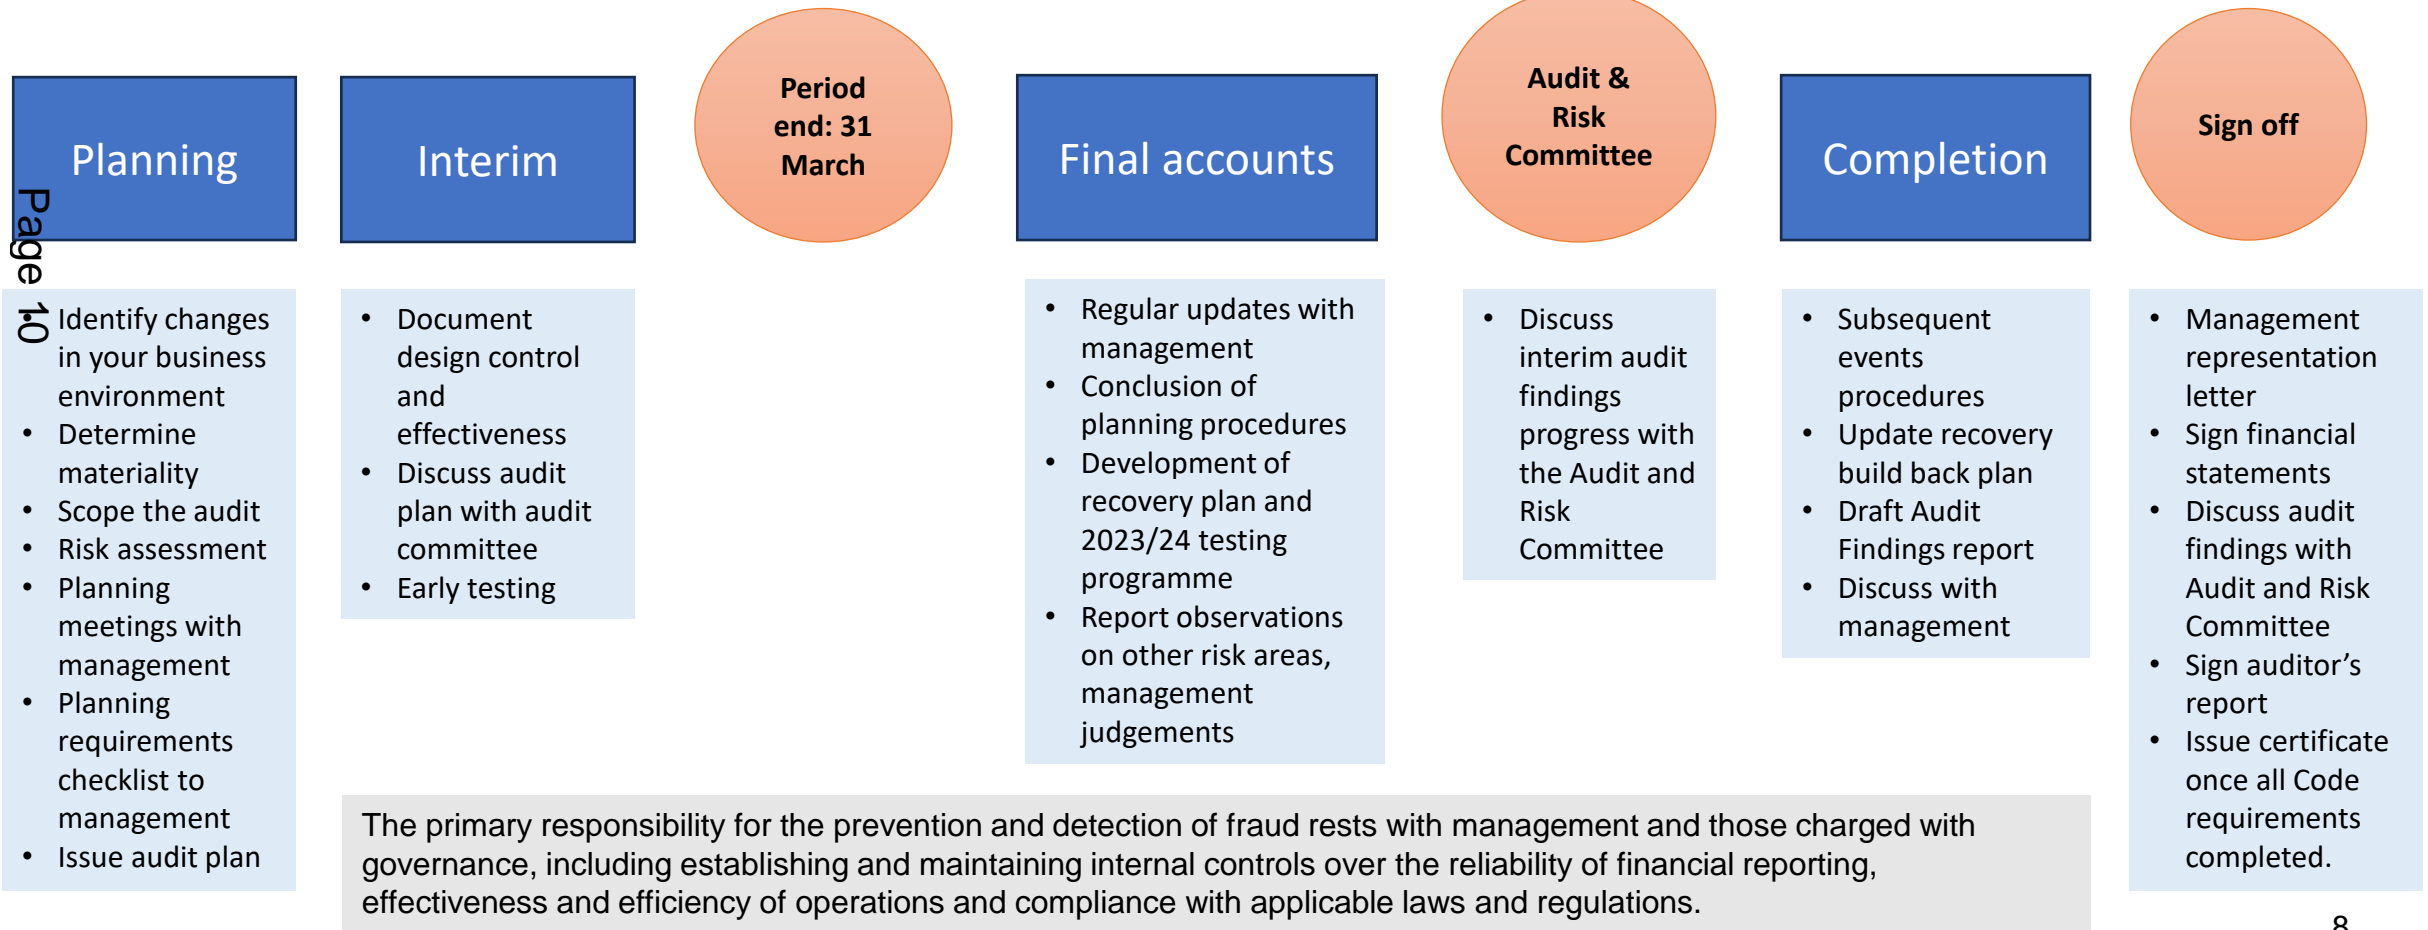 Planning
Interim
Period
end: 31
March
Final accounts
Audit &
Risk
Committee
Completion
Sign off
Page 10
• Identify changes
in your business
environment
• Determine
materiality
• Scope the audit
• Risk assessment
• Planning
meetings with
management
• Planning
requirements
checklist to
management
• Issue audit plan
• Document
design control
and
effectiveness
• Discuss audit
plan with audit
committee
• Early testing
• Regular updates with
management
• Conclusion of
planning procedures
• Development of
recovery plan and
2023/24 testing
programme
• Report observations
on other risk areas,
management
judgements
• Discuss
interim audit
findings
progress with
the Audit and
Risk
Committee
• Subsequent
events
procedures
• Update recovery
build back plan
• Draft Audit
Findings report
• Discuss with
management
• Management
representation
letter
• Sign financial
statements
• Discuss audit
findings with
Audit and Risk
Committee
• Sign auditor’s
report
• Issue certificate
once all Code
requirements
completed.
The primary responsibility for the prevention and detection of fraud rests with management and those charged with
governance, including establishing and maintaining internal controls over the reliability of financial reporting,
effectiveness and efficiency of operations and compliance with applicable laws and regulations.
8